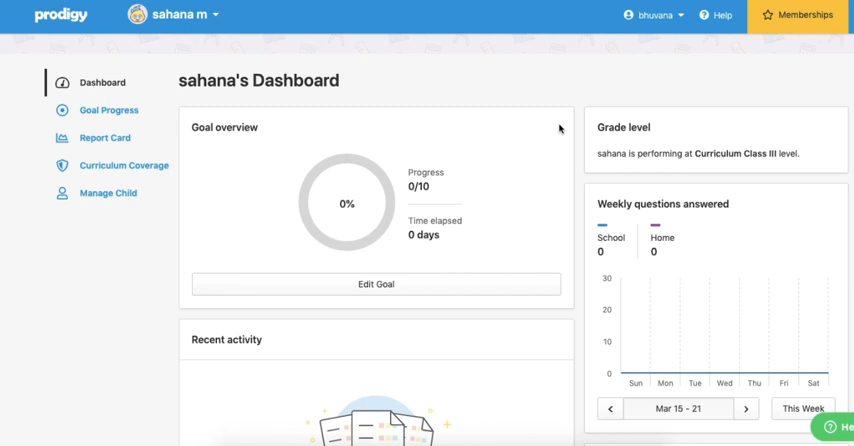 prodigy
sahana m
bhuvana
Help
Memberships
Dashboard
Goal Progress
Report Card
Curriculum Coverage
Manage Child
sahana's Dashboard
Goal overview
0%
Progress
0/10
Time elapsed
0 days
Edit Goal
Recent activity
Grade level
sahana is performing at Curriculum Class III level.
Weekly questions answered
School
0
Home
0
30
20
10
0
Sun Mon Tue Wed Thu Fri Sat
Mar 15 - 21
This Week
He